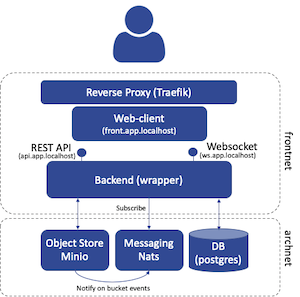 Reverse Proxy (Traefik)
Web-client
(front.app.localhost)
REST API
(api.app.localhost)
Websocket
(ws.app.localhost)
frontnet
Backend (wrapper)
Subscribe
Object Store
Minio
Messaging
Nats
DB
(postgres)
archnet
Notify on bucket events